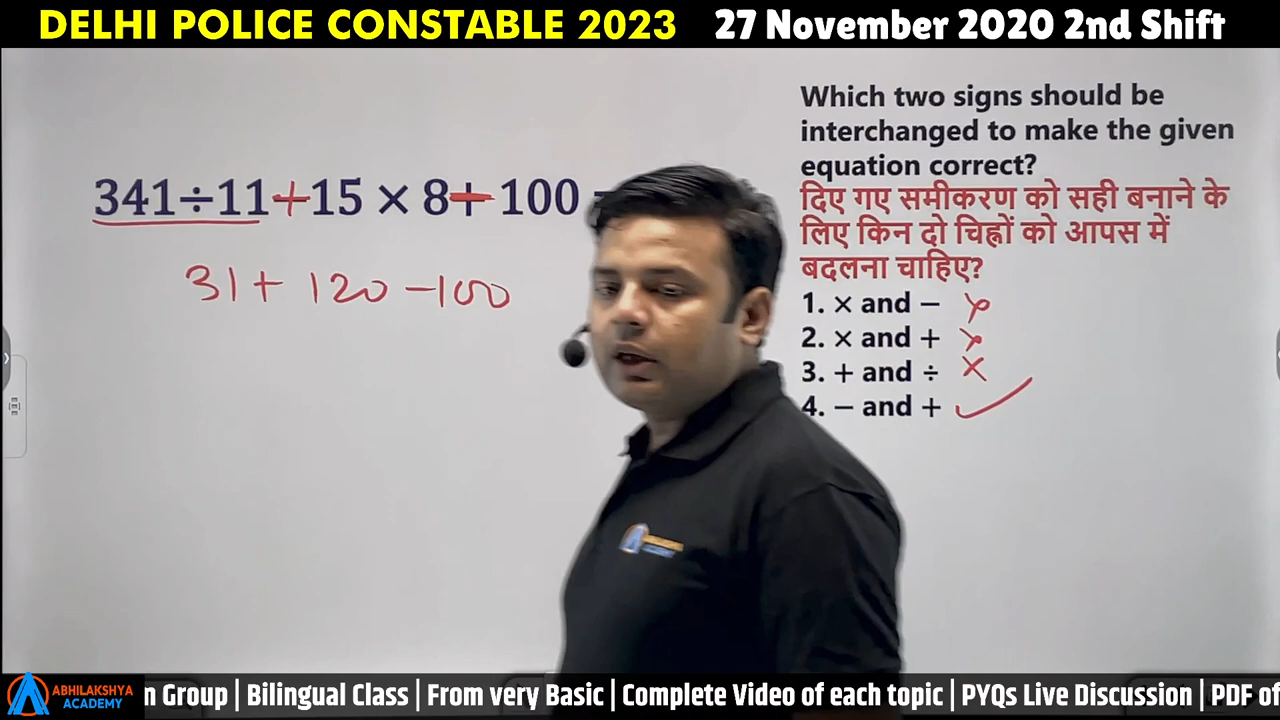 DELHI POLICE CONSTABLE 2023 27 November 2020 2nd Shift
Which two signs should be
interchanged to make the given
equation correct?
दिए गए समीकरण को सही बनाने के
लिए किन दो चिह्नों को आपस में
बदलना चाहिए?
1. × and −
2. × and +
3. + and ÷
4. − and +
341÷11+15 × 8+ 100 =
31+ 120 −100
ABHILAKSHYA
ACADEMY
n Group | Bilingual Class | From very Basic | Complete Video of each topic | PYQs Live Discussion | PDF of